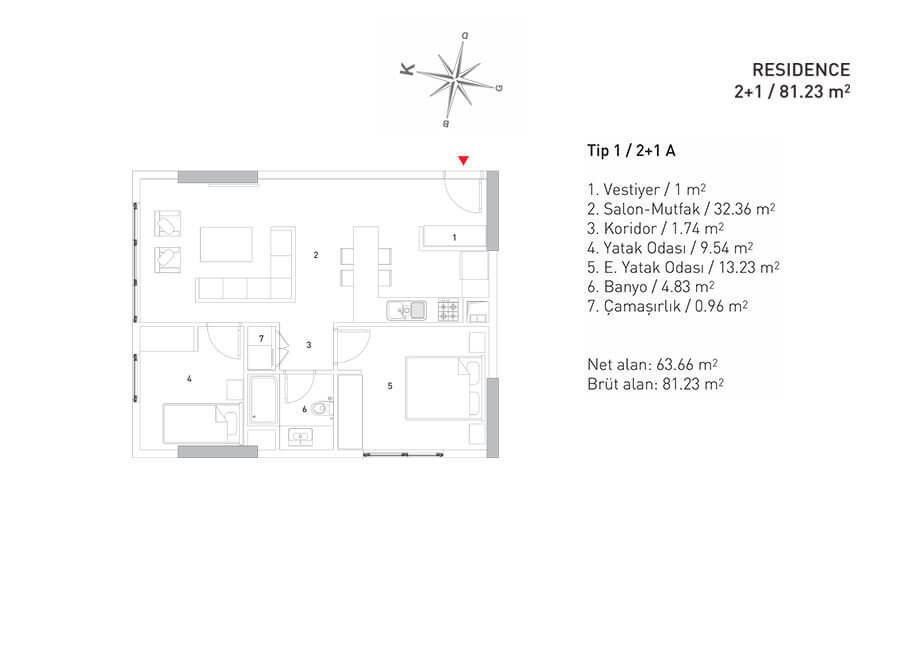 D
K
G
B
RESIDENCE
2+1 / 81.23 m²
Tip 1 / 2+1 A
1. Vestiyer / 1 m²
2. Salon-Mutfak / 32.36 m²
3. Koridor / 1.74 m²
4. Yatak Odası / 9.54 m²
5. E. Yatak Odası / 13.23 m²
6. Banyo / 4.83 m²
7. Çamaşırlık / 0.96 m²
Net alan: 63.66 m²
Brüt alan: 81.23 m²
1
2
7
3
4
5
6